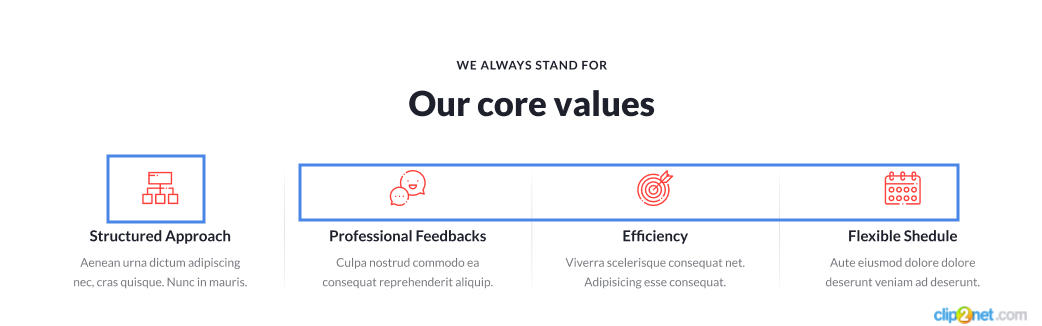 WE ALWAYS STAND FOR
Our core values
Structured Approach
Aenean urna dictum adipiscing
nec, cras quisque. Nunc in mauris.
Professional Feedbacks
Culpa nostrud commodo ea
consequat reprehenderit aliquip.
Efficiency
Viverra scelerisque consequat net.
Adipisicing esse consequat.
Flexible Shedule
Aute eiusmod dolore dolore
deserunt veniam ad deserunt.
clip2net.com